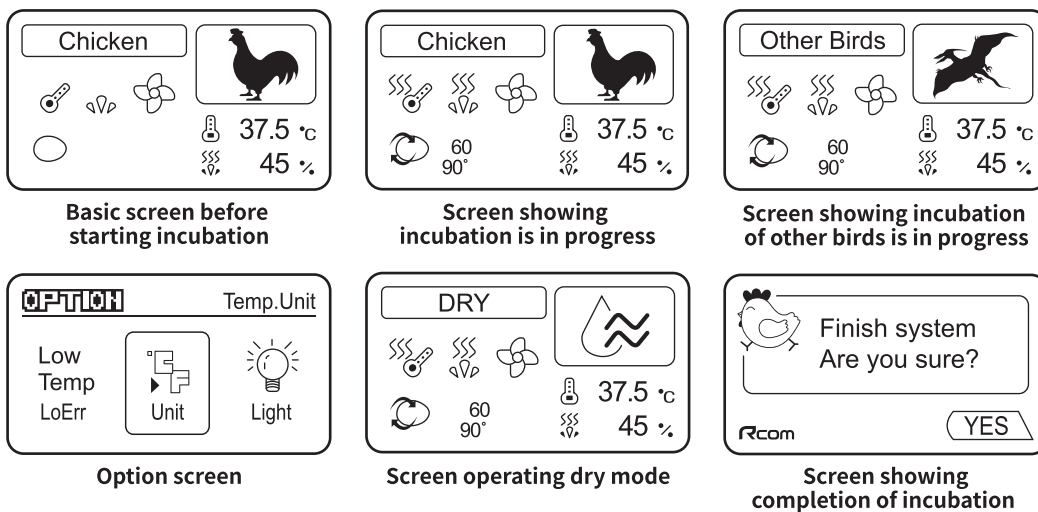 Chicken
37.5 °C
45 %
Basic screen before
starting incubation
Chicken
60
90°
37.5 °C
45 %
Screen showing
incubation is in progress
Other Birds
60
90°
37.5 °C
45 %
Screen showing incubation
of other birds is in progress
OPTION
Temp.Unit
Low
Temp
LoErr
°C
F
Unit
Light
Option screen
DRY
60
90°
37.5 °C
45 %
Screen operating dry mode
Finish system
Are you sure?
Rcom
YES
Screen showing
completion of incubation